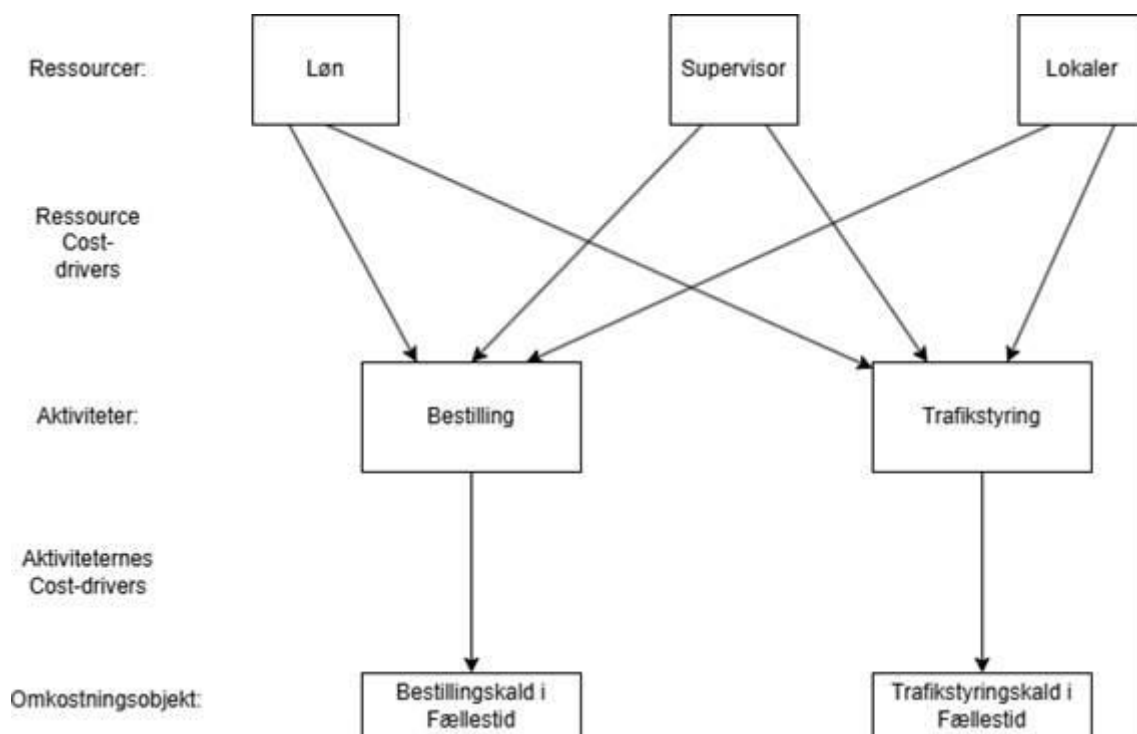 Ressourcer:
Løn
Supervisor
Lokaler
Ressource
Cost-
drivers
Aktiviteter:
Bestilling
Trafikstyring
Aktiviteternes
Cost-drivers
Omkostningsobjekt:
Bestillingskald i
Fællestid
Trafikstyringskald i
Fællestid